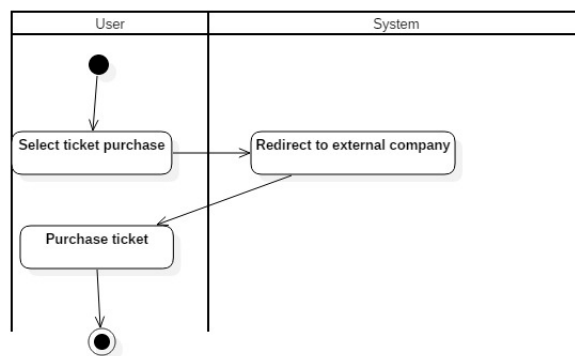 User
System
Select ticket purchase
Redirect to external company
Purchase ticket